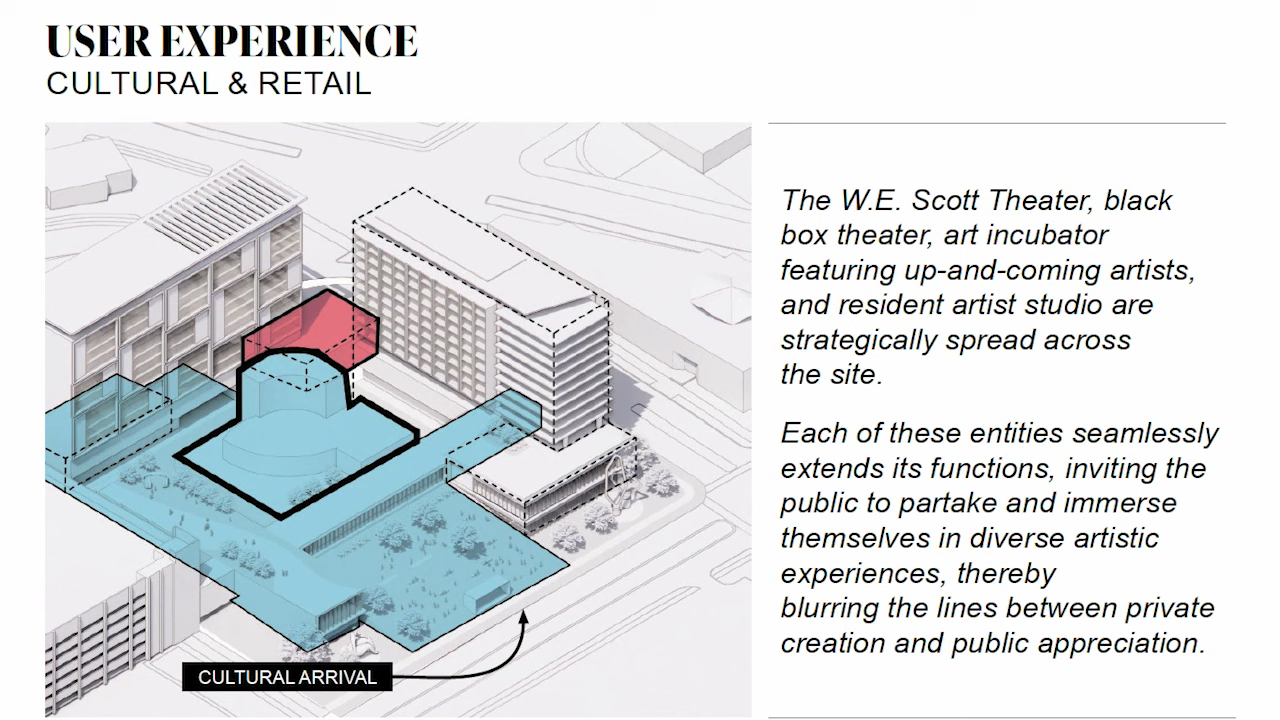 USER EXPERIENCE
CULTURAL & RETAIL
The W.E. Scott Theater, black
box theater, art incubator
featuring up-and-coming artists,
and resident artist studio are
strategically spread across
the site.
Each of these entities seamlessly
extends its functions, inviting the
public to partake and immerse
themselves in diverse artistic
experiences, thereby
blurring the lines between private
creation and public appreciation.
CULTURAL ARRIVAL